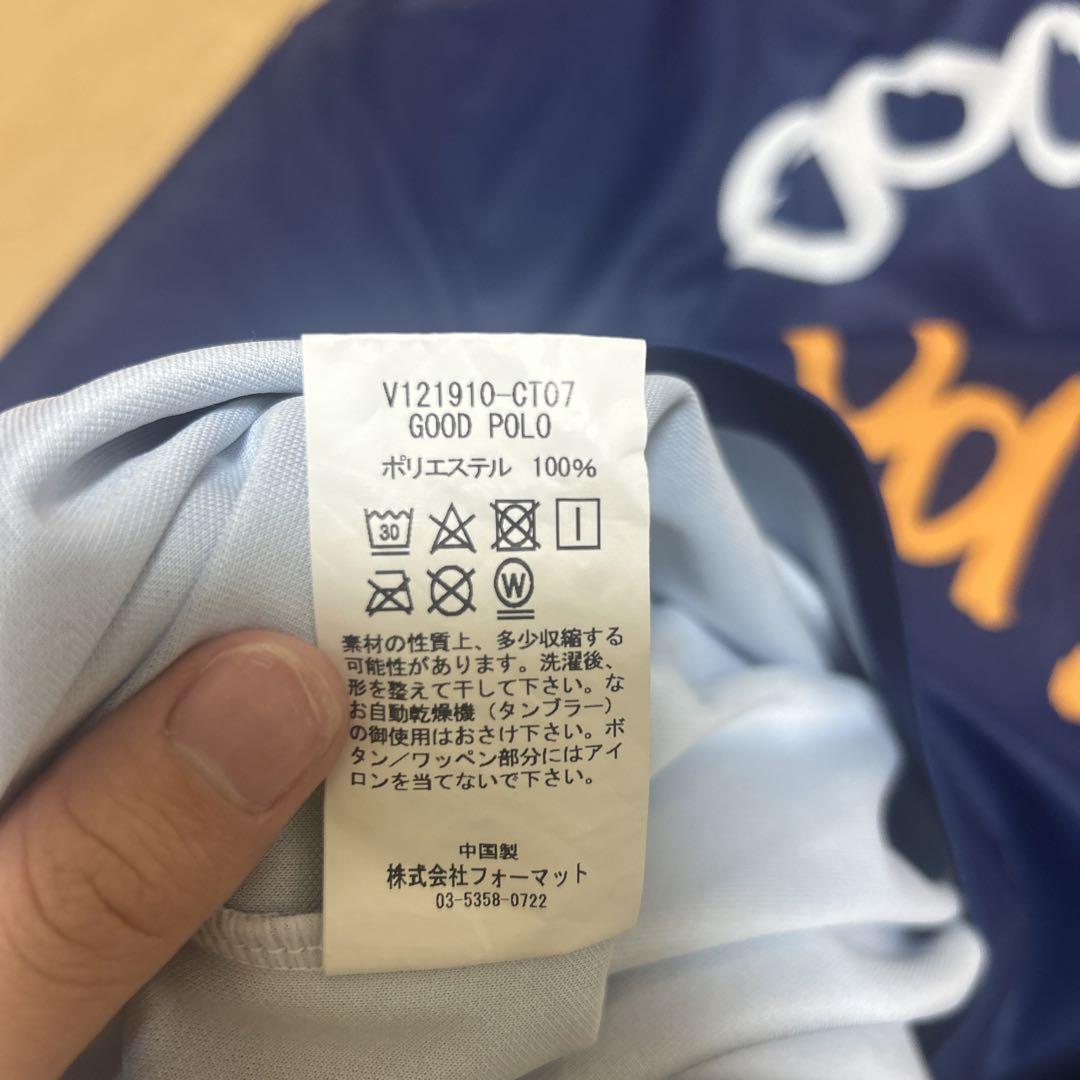 V121910-CT07
GOOD POLO
ポリエステル 100%
30
W
素材の性質上、多少収縮する
可能性があります。洗濯後、
形を整えて干して下さい。な
お自動乾燥機（タンブラー）
の御使用はおさけ下さい。ボ
タン／ワッペン部分にはアイ
ロンを当てないで下さい。
中国製
株式会社フォーマット
03-5358-0722